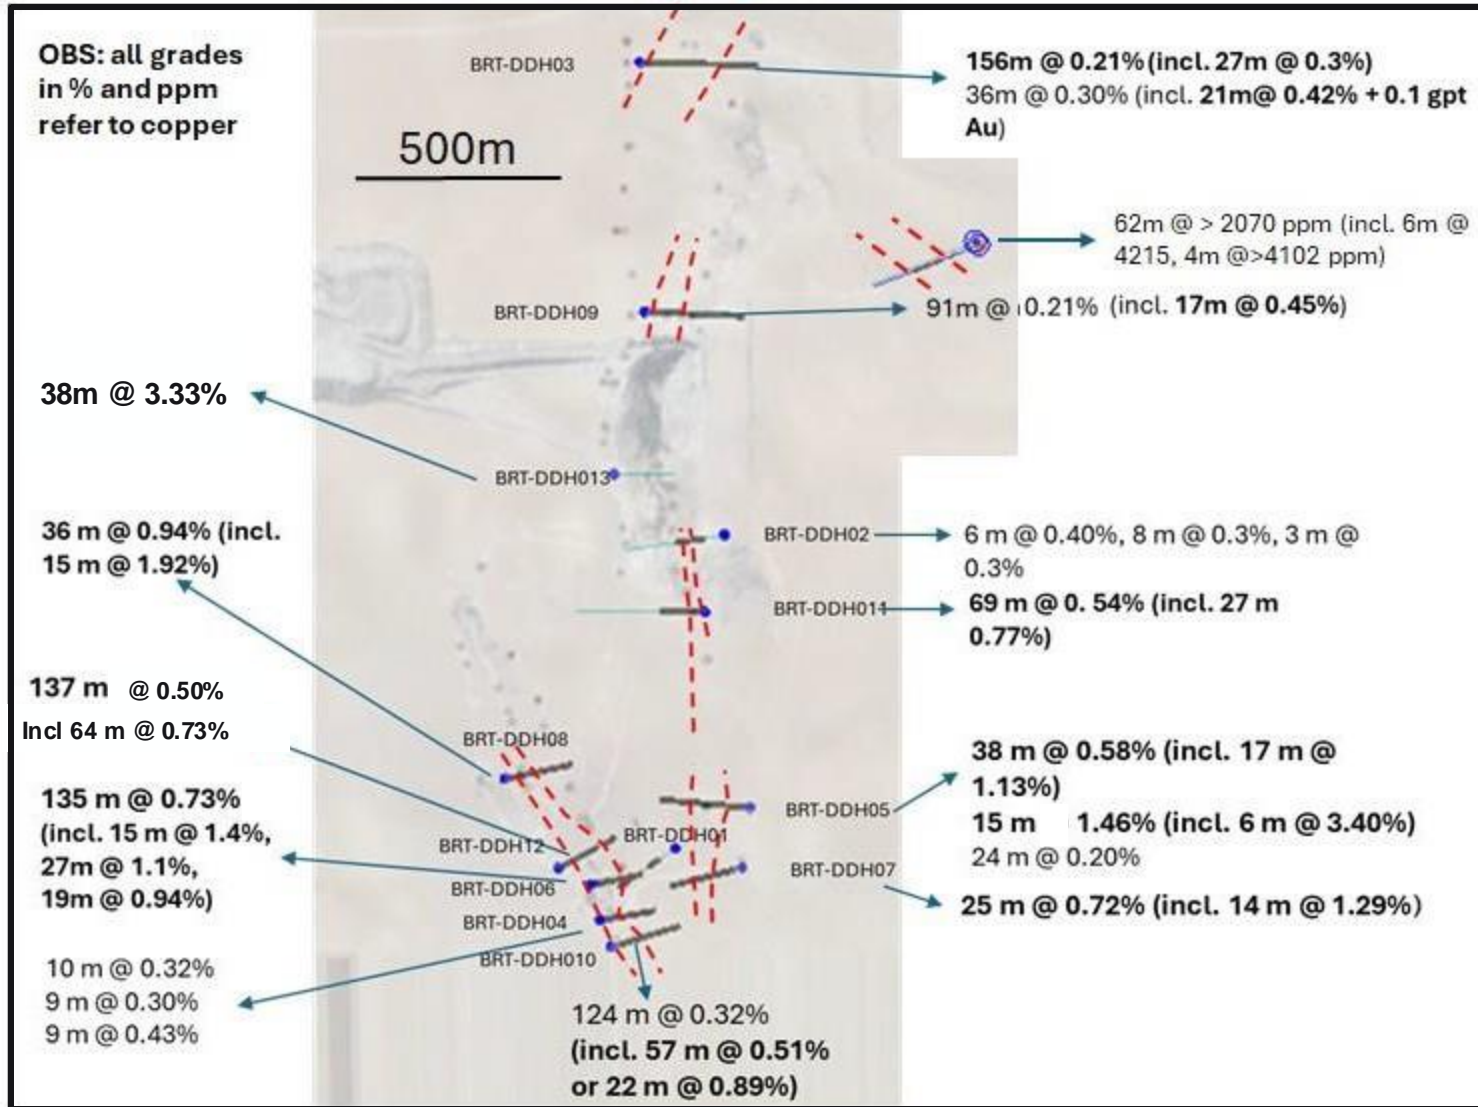 OBS: all grades
in % and ppm
refer to copper
BRT-DDH03
156m @ 0.21% (incl. 27m @ 0.3%)
36m @ 0.30% (incl. 21m@ 0.42% + 0.1 gpt
Au)
500m
62m @ > 2070 ppm (incl. 6m @
4215, 4m @>4102 ppm)
BRT-DDH09
91m @ 0.21% (incl. 17m @ 0.45%)
38m @ 3.33%
BRT-DDH013
36 m @ 0.94% (incl.
15 m @ 1.92%)
BRT-DDH02
6 m @ 0.40%, 8 m @ 0.3%, 3 m @
0.3%
BRT-DDH011
69 m @ 0. 54% (incl. 27 m
0.77%)
137 m @ 0.50%
Incl 64 m @ 0.73%
BRT-DDH08
135 m @ 0.73%
(incl. 15 m @ 1.4%,
27m @ 1.1%,
19m @ 0.94%)
BRT-DDH12
BRT-DDH01
BRT-DDH05
38 m @ 0.58% (incl. 17 m @
1.13%)
15 m 1.46% (incl. 6 m @ 3.40%)
24 m @ 0.20%
BRT-DDH06
BRT-DDH07
25 m @ 0.72% (incl. 14 m @ 1.29%)
BRT-DDH04
BRT-DDH010
10 m @ 0.32%
9 m @ 0.30%
9 m @ 0.43%
124 m @ 0.32%
(incl. 57 m @ 0.51%
or 22 m @ 0.89%)